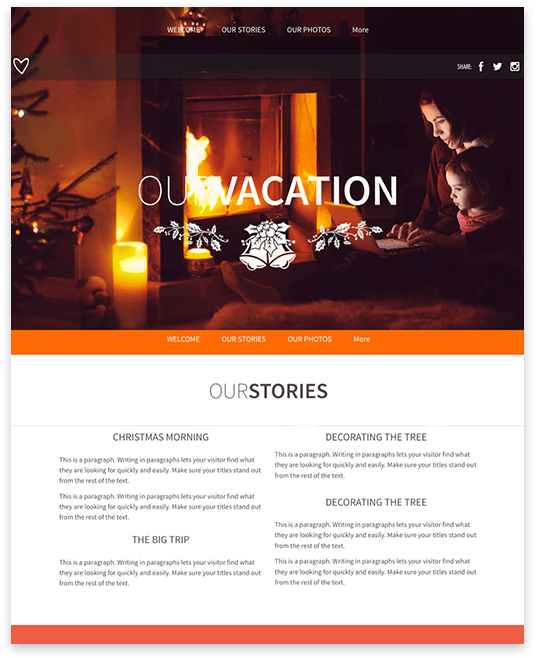 WELCOME OUR STORIES OUR PHOTOS More
SHARE:
OURVACATION
WELCOME OUR STORIES OUR PHOTOS More
OURSTORIES
CHRISTMAS MORNING
This is a paragraph. Writing in paragraphs lets your visitor find what
they are looking for quickly and easily. Make sure your titles stand out
from the rest of the text.
This is a paragraph. Writing in paragraphs lets your visitor find what
they are looking for quickly and easily. Make sure your titles stand out
from the rest of the text.
THE BIG TRIP
This is a paragraph. Writing in paragraphs lets your visitor find what
they are looking for quickly and easily. Make sure your titles stand out
from the rest of the text.
DECORATING THE TREE
This is a paragraph. Writing in paragraphs lets your visitor find what
they are looking for quickly and easily. Make sure your titles stand out
from the rest of the text.
DECORATING THE TREE
This is a paragraph. Writing in paragraphs lets your visitor find what
they are looking for quickly and easily. Make sure your titles stand out
from the rest of the text.
This is a paragraph. Writing in paragraphs lets your visitor find what
they are looking for quickly and easily. Make sure your titles stand out
from the rest of the text.